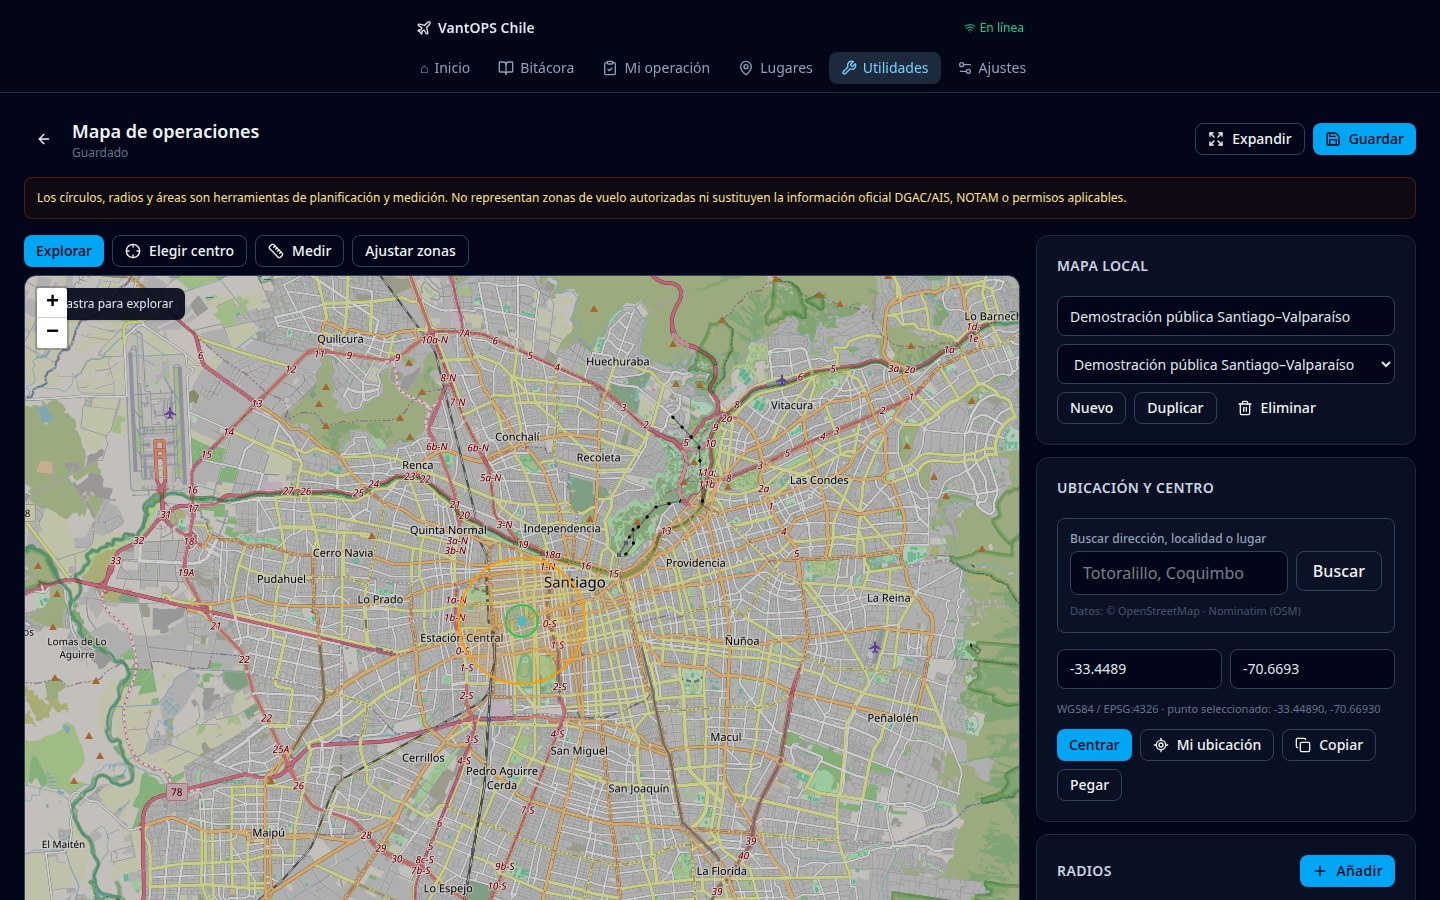 VantOPS Chile
En línea
Inicio
Bitácora
Mi operación
Lugares
Utilidades
Ajustes
Mapa de operaciones
Guardado
Expandir
Guardar
Los círculos, radios y áreas son herramientas de planificación y medición. No representan zonas de vuelo autorizadas ni sustituyen la información oficial DGAC/AIS, NOTAM o permisos aplicables.
Explorar
Elegir centro
Medir
Ajustar zonas
+
−
astra para explorar
Lo Barnech
Quilicura
Huechuraba
Vitacura
Conchalí
Recoleta
Renca
Las Condes
Quinta Normal
Independencia
Cerro Navia
Providencia
Pudahuel
Santiago
Lo Prado
La Reina
Estación Central
Ñuñoa
Lomas de Lo
Aguirre
Peñalolén
Macul
San Miguel
Cerrillos
Pedro Aguirre
Cerda
San Joaquín
78
Maipú
El Maitén
La Florida
Lo Espejo
MAPA LOCAL
Demostración pública Santiago–Valparaíso
Demostración pública Santiago–Valparaíso
Nuevo
Duplicar
Eliminar
UBICACIÓN Y CENTRO
Buscar dirección, localidad o lugar
Totoralillo, Coquimbo
Buscar
Datos: © OpenStreetMap · Nominatim (OSM)
-33.4489
-70.6693
WGS84 / EPSG:4326 · punto seleccionado: -33.44890, -70.66930
Centrar
Mi ubicación
Copiar
Pegar
RADIOS
Añadir